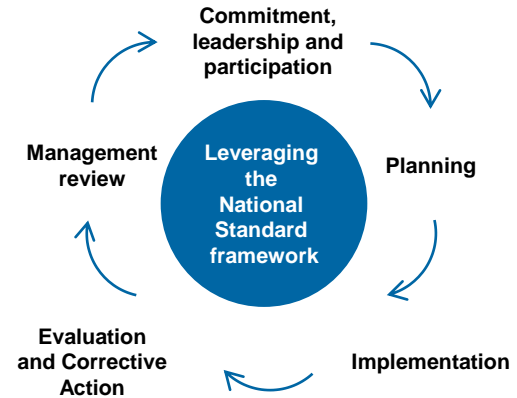 Commitment,
leadership and
participation
Planning
Implementation
Evaluation
and Corrective
Action
Management
review
Leveraging
the
National
Standard
framework